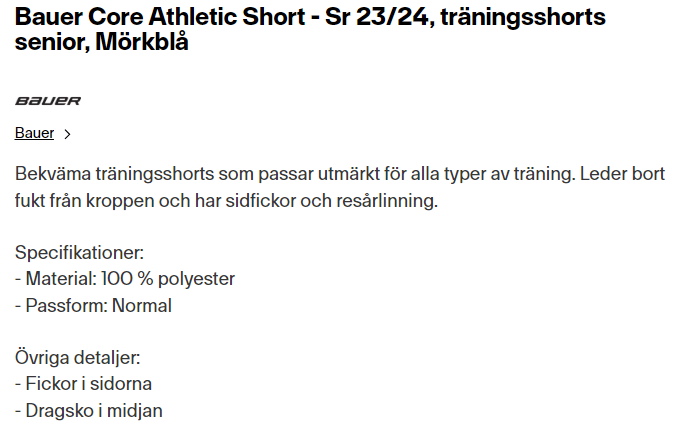 Bauer Core Athletic Short - Sr 23/24, träningsshorts
senior, Mörkblå
BAUER
Bauer
Bekväma träningsshorts som passar utmärkt för alla typer av träning. Leder bort
fukt från kroppen och har sidfickor och resårlinning.
Specifikationer:
- Material: 100 % polyester
- Passform: Normal
Övriga detaljer:
- Fickor i sidorna
- Dragsko i midjan